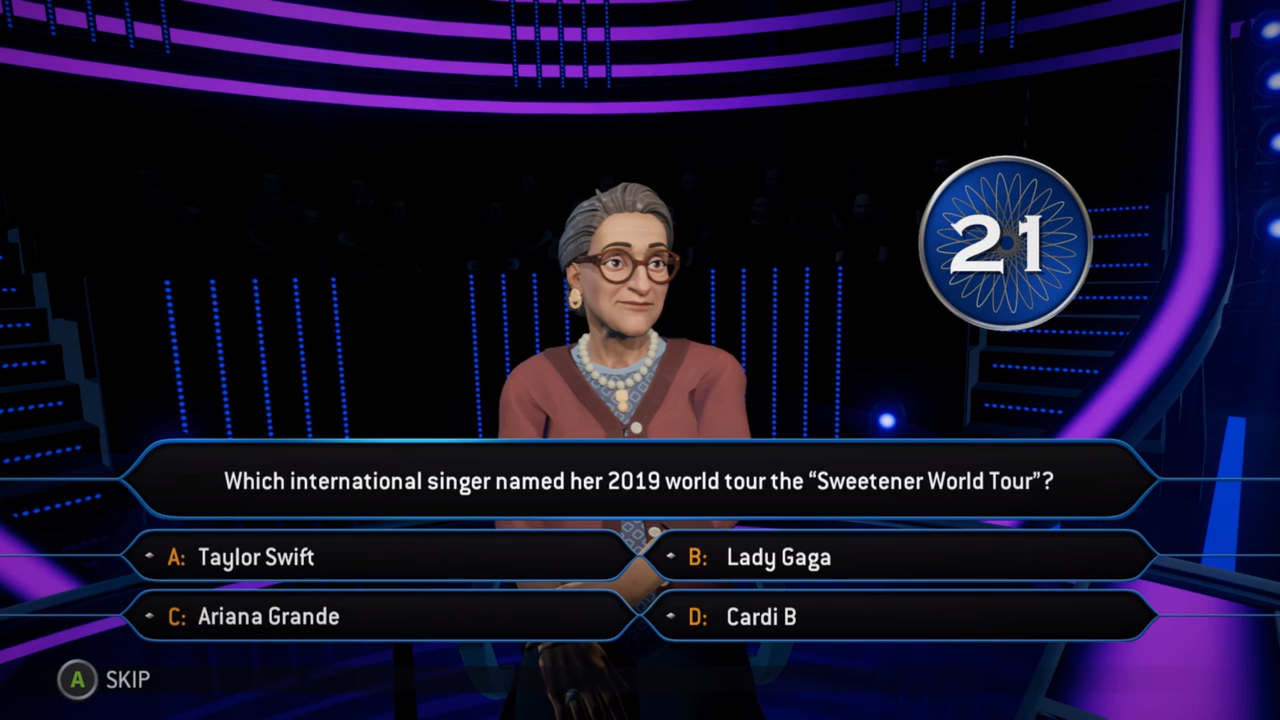 21
Which international singer named her 2019 world tour the “Sweetener World Tour”?
A: Taylor Swift
B: Lady Gaga
C: Ariana Grande
D: Cardi B
A SKIP